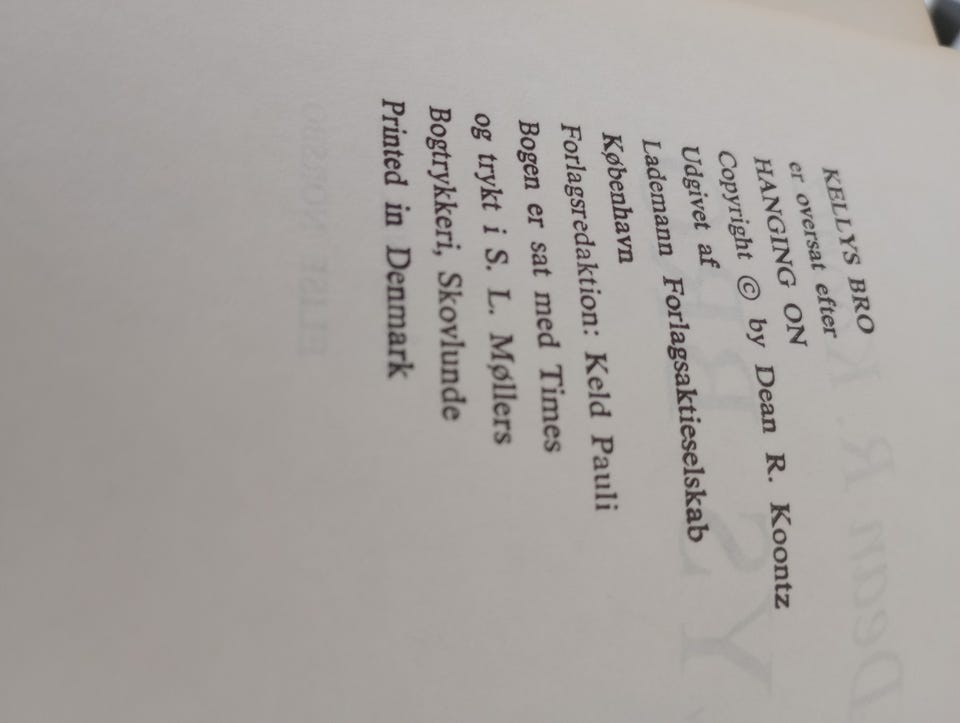 KELLYS BRO
er oversat efter
HANGING ON
Copyright © by Dean R. Koontz
Udgivet af
Lademann Forlagsaktieselskab
København
Forlagsredaktion: Keld Pauli
Bogen er sat med Times
og trykt i S. L. Møllers
Bogtrykkeri, Skovlunde
Printed in Denmark